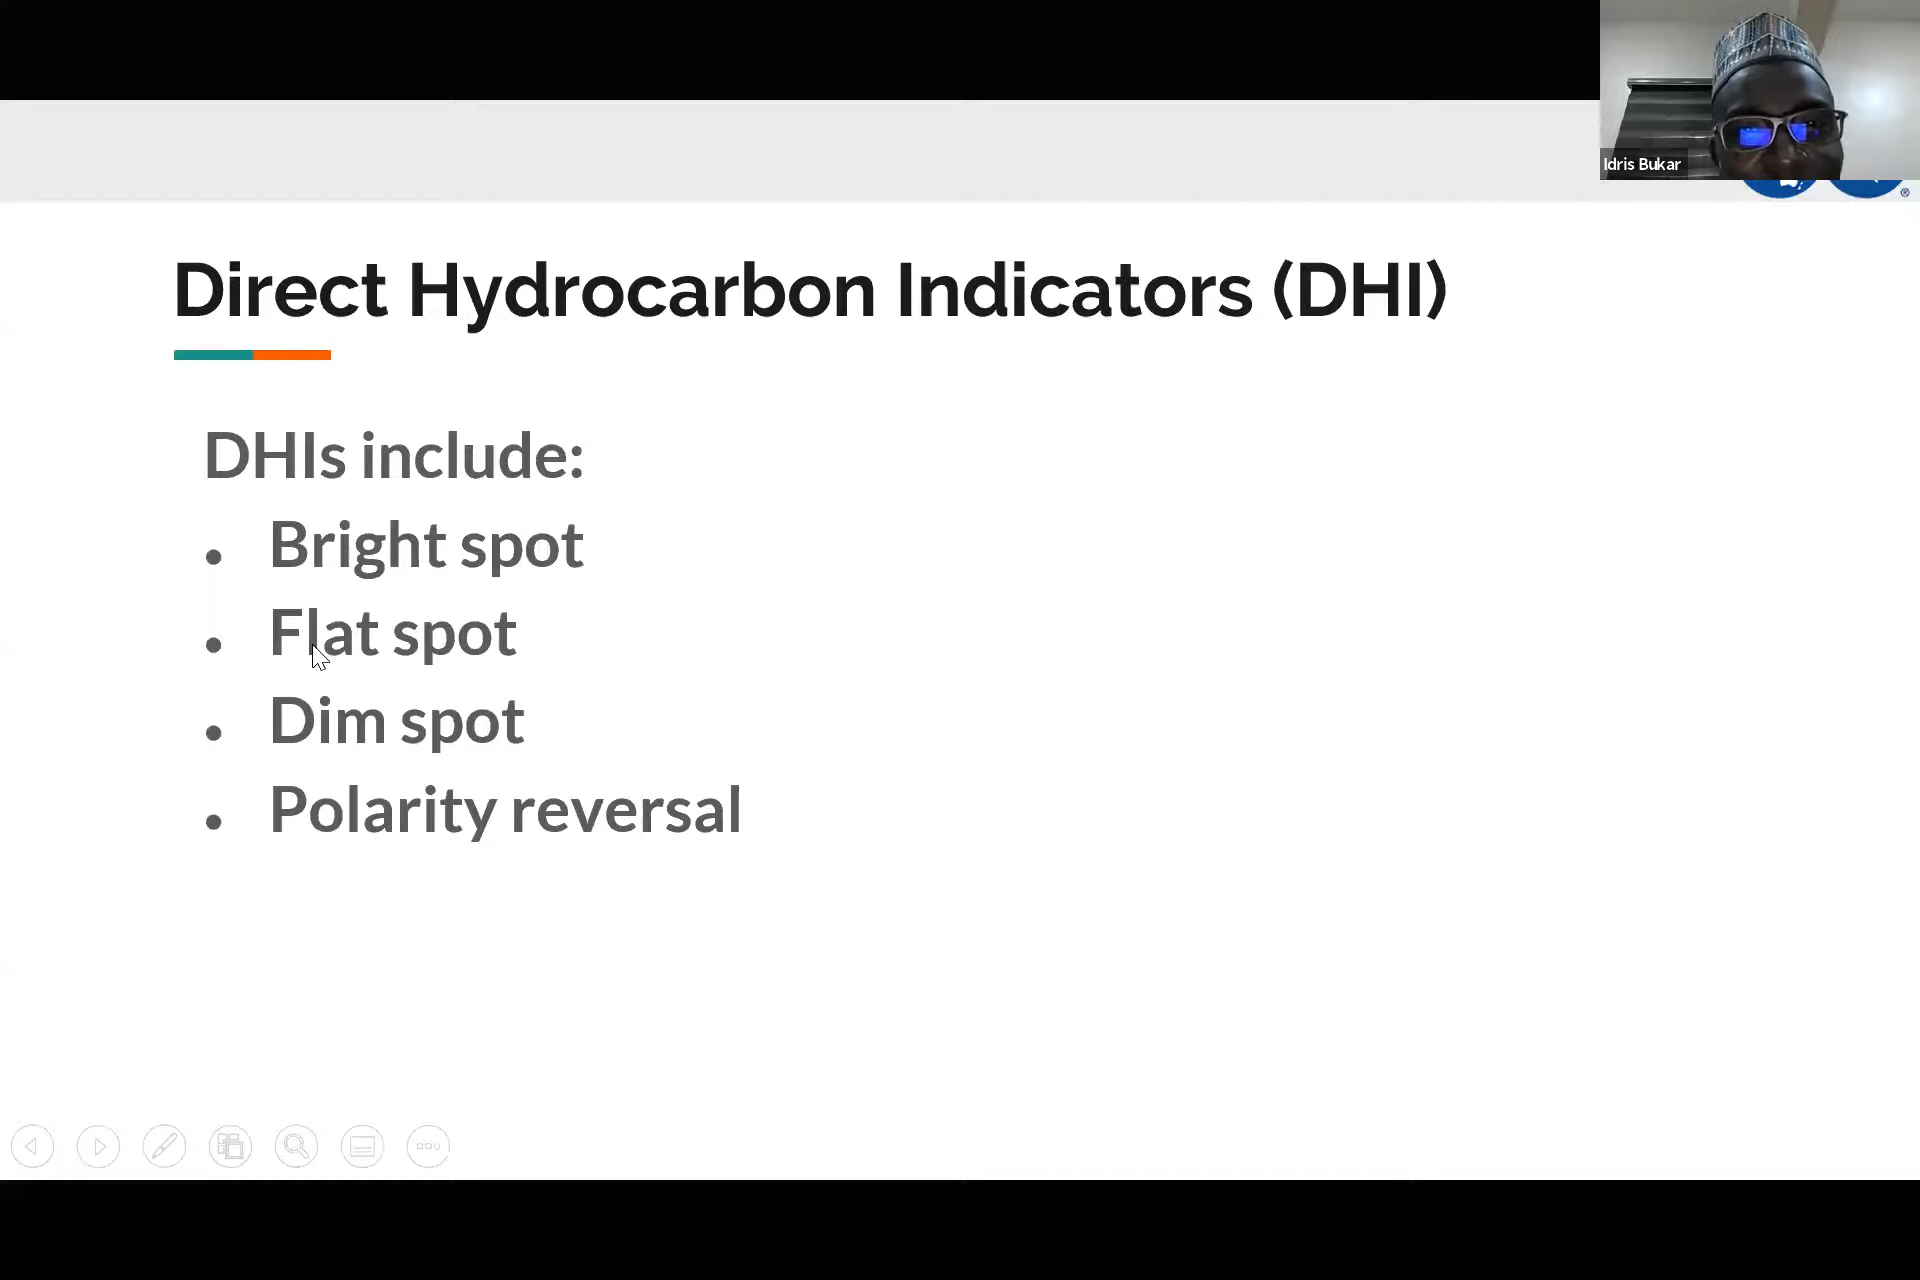 Idris Bukar
®
Direct Hydrocarbon Indicators (DHI)
DHIs include:
• Bright spot
• Flat spot
• Dim spot
• Polarity reversal